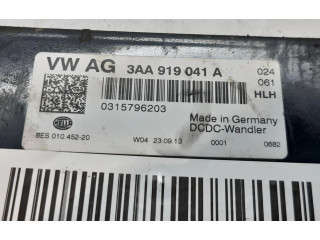 VW AG 3AA 919 041 A 024
061
HLH
0315796203
Made in Germany
DCDC-Wandler
HELLA
8ES 010.452-20 W04 23.09.13 0001 0682